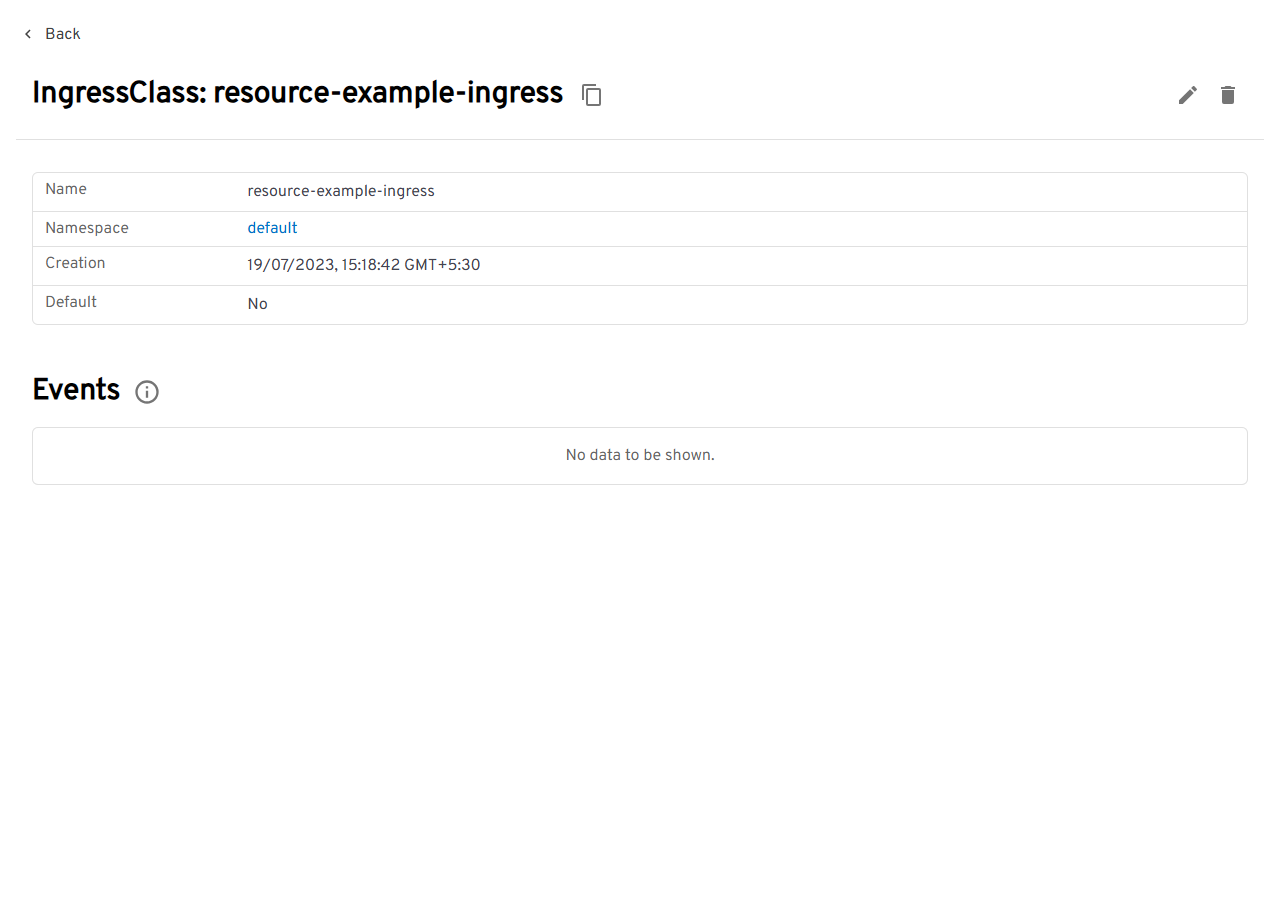 Back
IngressClass: resource-example-ingress
Name resource-example-ingress
Namespace default
Creation 19/07/2023, 15:18:42 GMT+5:30
Default No
Events
No data to be shown.